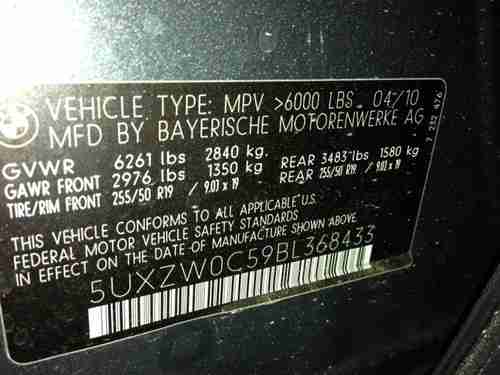 VEHICLE TYPE: MPV >6000 LBS 04/10
MFD BY BAYERISCHE MOTORENWERKE AG
GVWR 6261 lbs 2840 kg.
GAWR FRONT 2976 lbs 1350 kg. REAR 3483 lbs 1580 kg.
TIRE/RIM FRONT 255/50 R19 / 9.0J x 19 REAR 255/50 R19 / 9.0J x 19
THIS VEHICLE CONFORMS TO ALL APPLICABLE U.S.
FEDERAL MOTOR VEHICLE SAFETY STANDARDS
IN EFFECT ON THE DATE OF MANUFACTURE SHOWN ABOVE.
5UXZW0C59BL368433
7 232 476